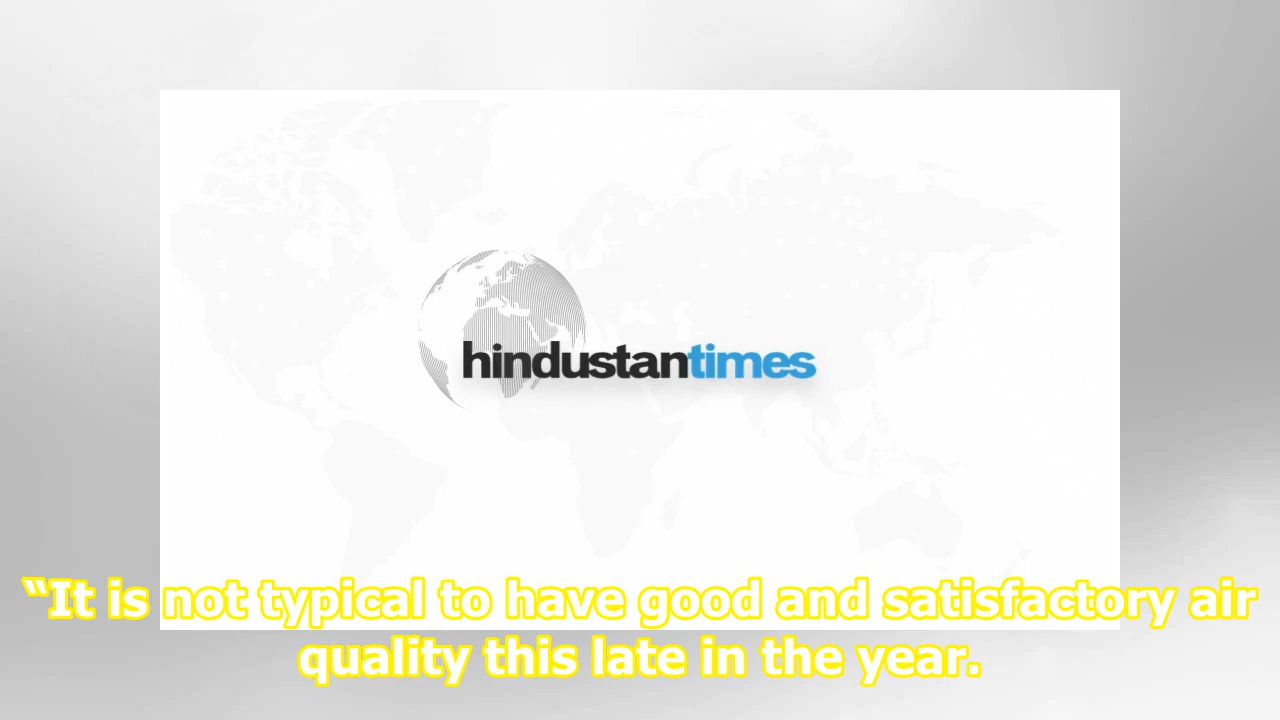 hindustantimes
“It is not typical to have good and satisfactory air
quality this late in the year.